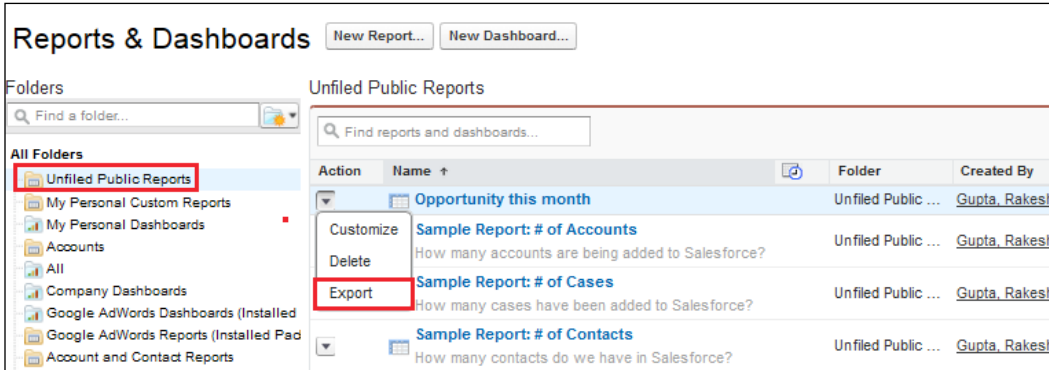 Reports & Dashboards New Report... New Dashboard...
Folders
Find a folder...
All Folders
Unfiled Public Reports
My Personal Custom Reports
My Personal Dashboards
Accounts
All
Company Dashboards
Google AdWords Dashboards (Installed
Google AdWords Reports (Installed Pad
Account and Contact Reports
Unfiled Public Reports
Find reports and dashboards...
Action Name ↑ Folder Created By
Opportunity this month Unfiled Public ... Gupta, Rakesh
Customize
Delete
Export
Sample Report: # of Accounts Unfiled Public ... Gupta, Rakesh
How many accounts are being added to Salesforce?
Sample Report: # of Cases Unfiled Public ... Gupta, Rakesh
How many cases have been added to Salesforce?
Sample Report: # of Contacts Unfiled Public ... Gupta, Rakesh
How many contacts do we have in Salesforce?